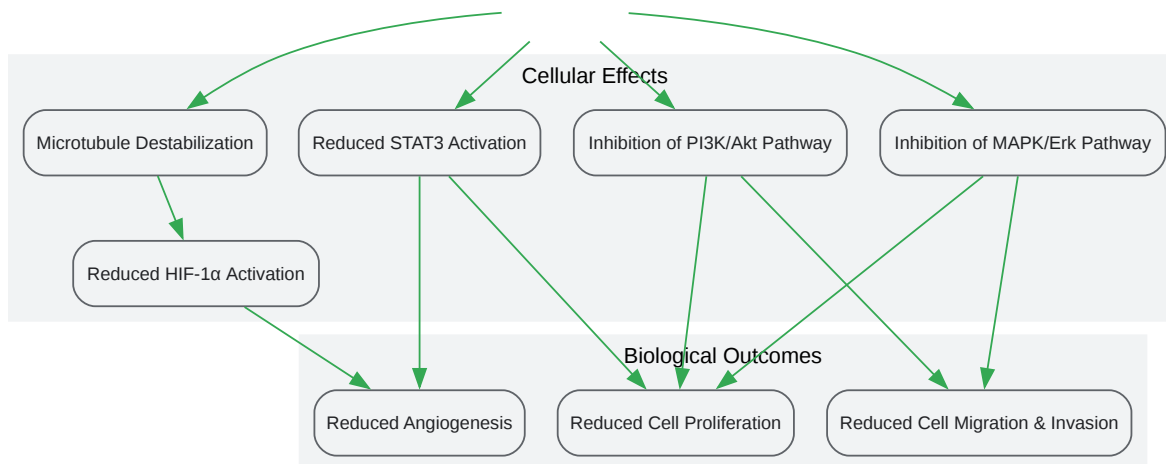 Cellular Effects
Microtubule Destabilization
Reduced STAT3 Activation
Inhibition of PI3K/Akt Pathway
Inhibition of MAPK/Erk Pathway
Reduced HIF-1α Activation
Biological Outcomes
Reduced Angiogenesis
Reduced Cell Proliferation
Reduced Cell Migration & Invasion